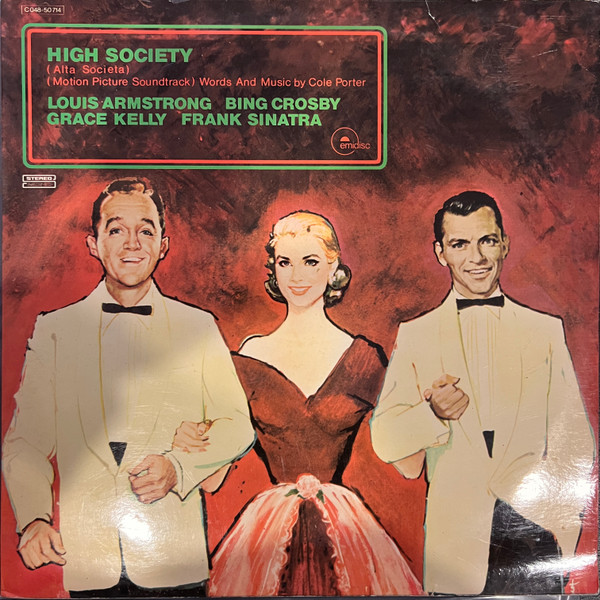 C 048-50714
HIGH SOCIETY
(Alta Societa)
(Motion Picture Soundtrack) Words And Music by Cole Porter
LOUIS ARMSTRONG BING CROSBY
GRACE KELLY FRANK SINATRA
emidisc
STEREO